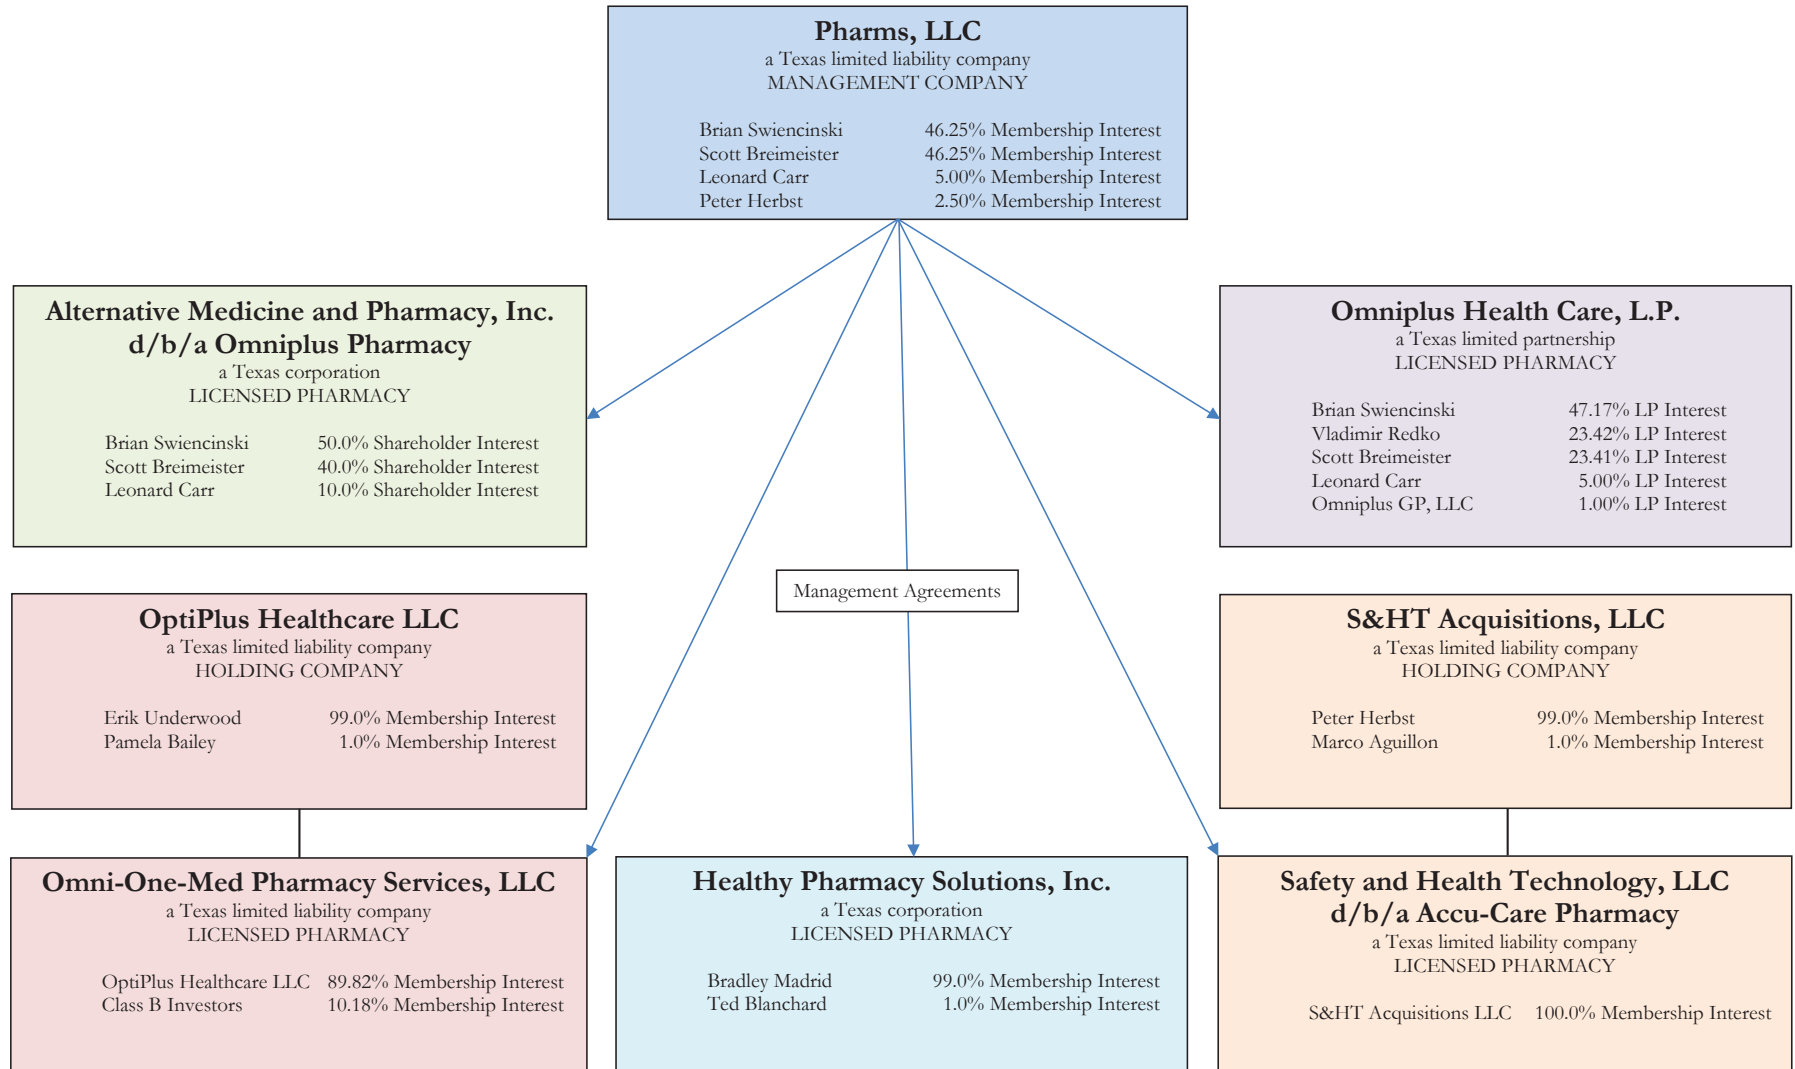 Pharms, LLC
a Texas limited liability company
MANAGEMENT COMPANY
Brian Swiencinski 46.25% Membership Interest
Scott Breimeister 46.25% Membership Interest
Leonard Carr 5.00% Membership Interest
Peter Herbst 2.50% Membership Interest
Alternative Medicine and Pharmacy, Inc.
d/b/a Omniplus Pharmacy
a Texas corporation
LICENSED PHARMACY
Brian Swiencinski 50.0% Shareholder Interest
Scott Breimeister 40.0% Shareholder Interest
Leonard Carr 10.0% Shareholder Interest
Omniplus Health Care, L.P.
a Texas limited partnership
LICENSED PHARMACY
Brian Swiencinski 47.17% LP Interest
Vladimir Redko 23.42% LP Interest
Scott Breimeister 23.41% LP Interest
Leonard Carr 5.00% LP Interest
Omniplus GP, LLC 1.00% LP Interest
Management Agreements
OptiPlus Healthcare LLC
a Texas limited liability company
HOLDING COMPANY
Erik Underwood 99.0% Membership Interest
Pamela Bailey 1.0% Membership Interest
S&HT Acquisitions, LLC
a Texas limited liability company
HOLDING COMPANY
Peter Herbst 99.0% Membership Interest
Marco Aguillon 1.0% Membership Interest
Omni-One-Med Pharmacy Services, LLC
a Texas limited liability company
LICENSED PHARMACY
OptiPlus Healthcare LLC 89.82% Membership Interest
Class B Investors 10.18% Membership Interest
Healthy Pharmacy Solutions, Inc.
a Texas corporation
LICENSED PHARMACY
Bradley Madrid 99.0% Membership Interest
Ted Blanchard 1.0% Membership Interest
Safety and Health Technology, LLC
d/b/a Accu-Care Pharmacy
a Texas limited liability company
LICENSED PHARMACY
S&HT Acquisitions LLC 100.0% Membership Interest